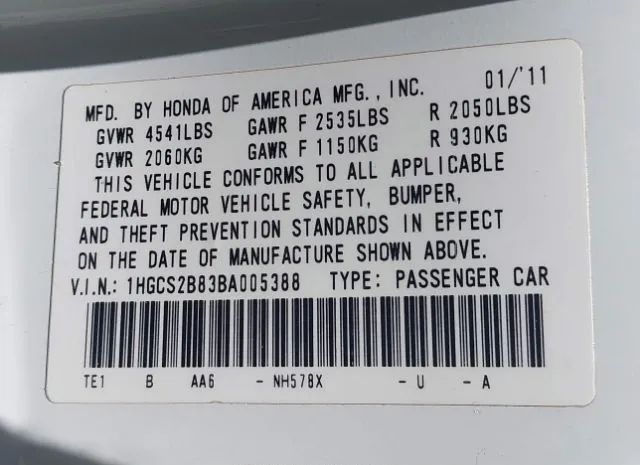 MFD. BY HONDA OF AMERICA MFG., INC. 01/'11
GVWR 4541LBS GAWR F 2535LBS R 2050LBS
GVWR 2060KG GAWR F 1150KG R 930KG
THIS VEHICLE CONFORMS TO ALL APPLICABLE
FEDERAL MOTOR VEHICLE SAFETY, BUMPER,
AND THEFT PREVENTION STANDARDS IN EFFECT
ON THE DATE OF MANUFACTURE SHOWN ABOVE.
V.I.N.: 1HGCS2B83BA005388 TYPE: PASSENGER CAR
TE1 B AA6 - NH578X - U - A